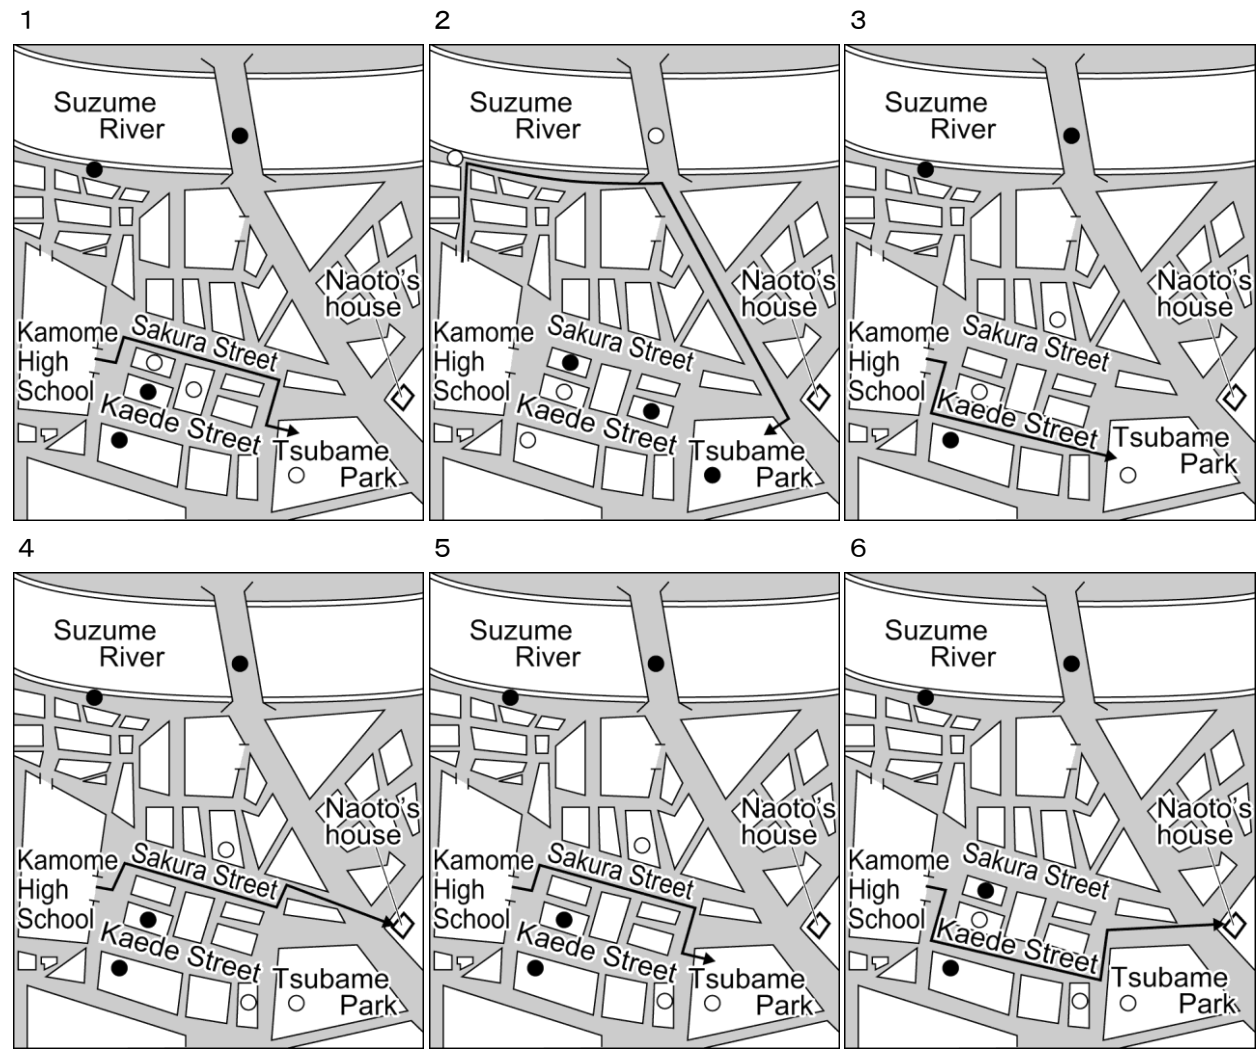 1
Suzume
River
Naoto's
house
Kamome
High
School
Sakura Street
Kaede Street
Tsubame
Park
2
Suzume
River
Naoto's
house
Kamome
High
School
Sakura Street
Kaede Street
Tsubame
Park
3
Suzume
River
Naoto's
house
Kamome
High
School
Sakura Street
Kaede Street
Tsubame
Park
4
Suzume
River
Naoto's
house
Kamome
High
School
Sakura Street
Kaede Street
Tsubame
Park
5
Suzume
River
Naoto's
house
Kamome
High
School
Sakura Street
Kaede Street
Tsubame
Park
6
Suzume
River
Naoto's
house
Kamome
High
School
Sakura Street
Kaede Street
Tsubame
Park